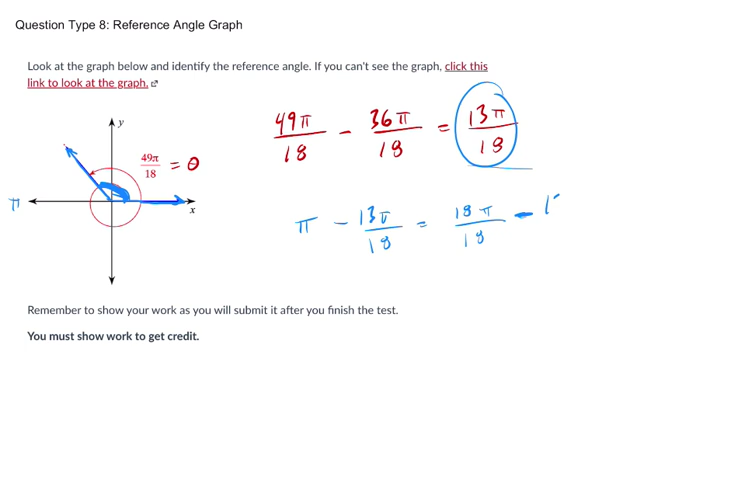 Question Type 8: Reference Angle Graph
Look at the graph below and identify the reference angle. If you can't see the graph, click this
link to look at the graph.
49π/18 - 36π/18 = 13π/18
y
49π/18 = θ
π
x
π - 13π/18 = 18π/18 - 1
Remember to show your work as you will submit it after you finish the test.
You must show work to get credit.